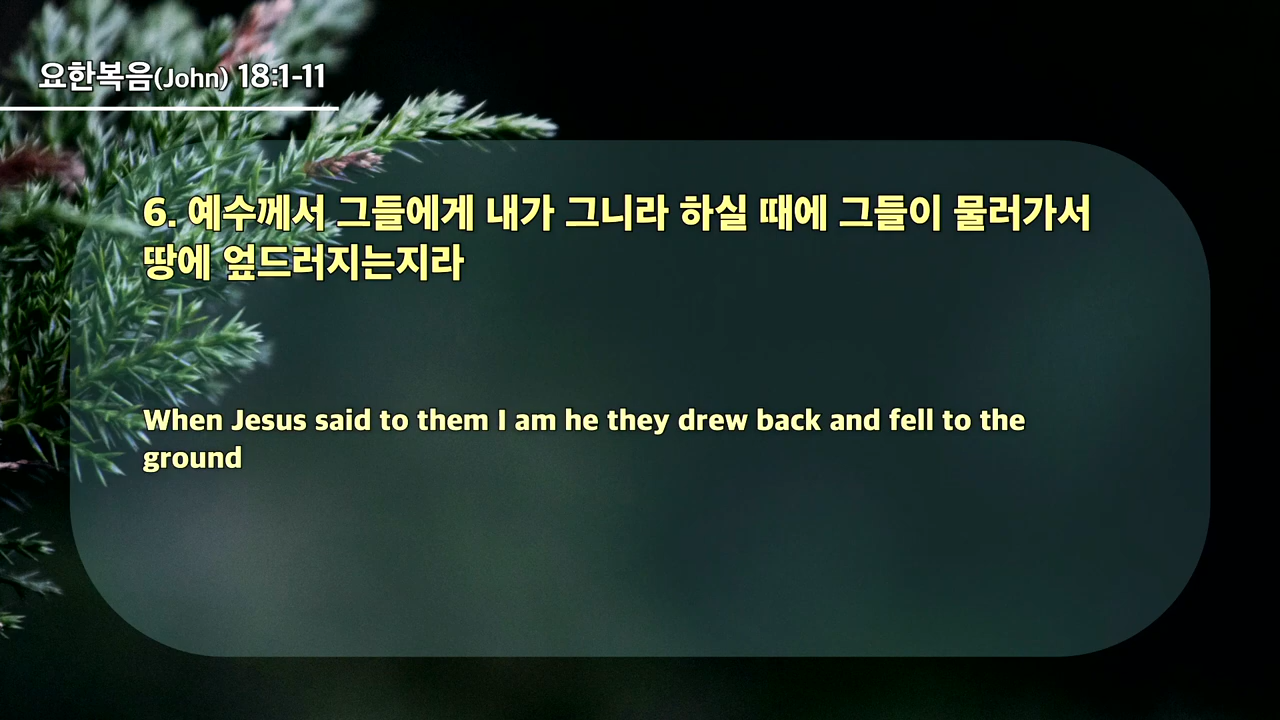 요한복음(John) 18:1-11
6. 예수께서 그들에게 내가 그니라 하실 때에 그들이 물러가서
땅에 엎드러지는지라
When Jesus said to them I am he they drew back and fell to the
ground